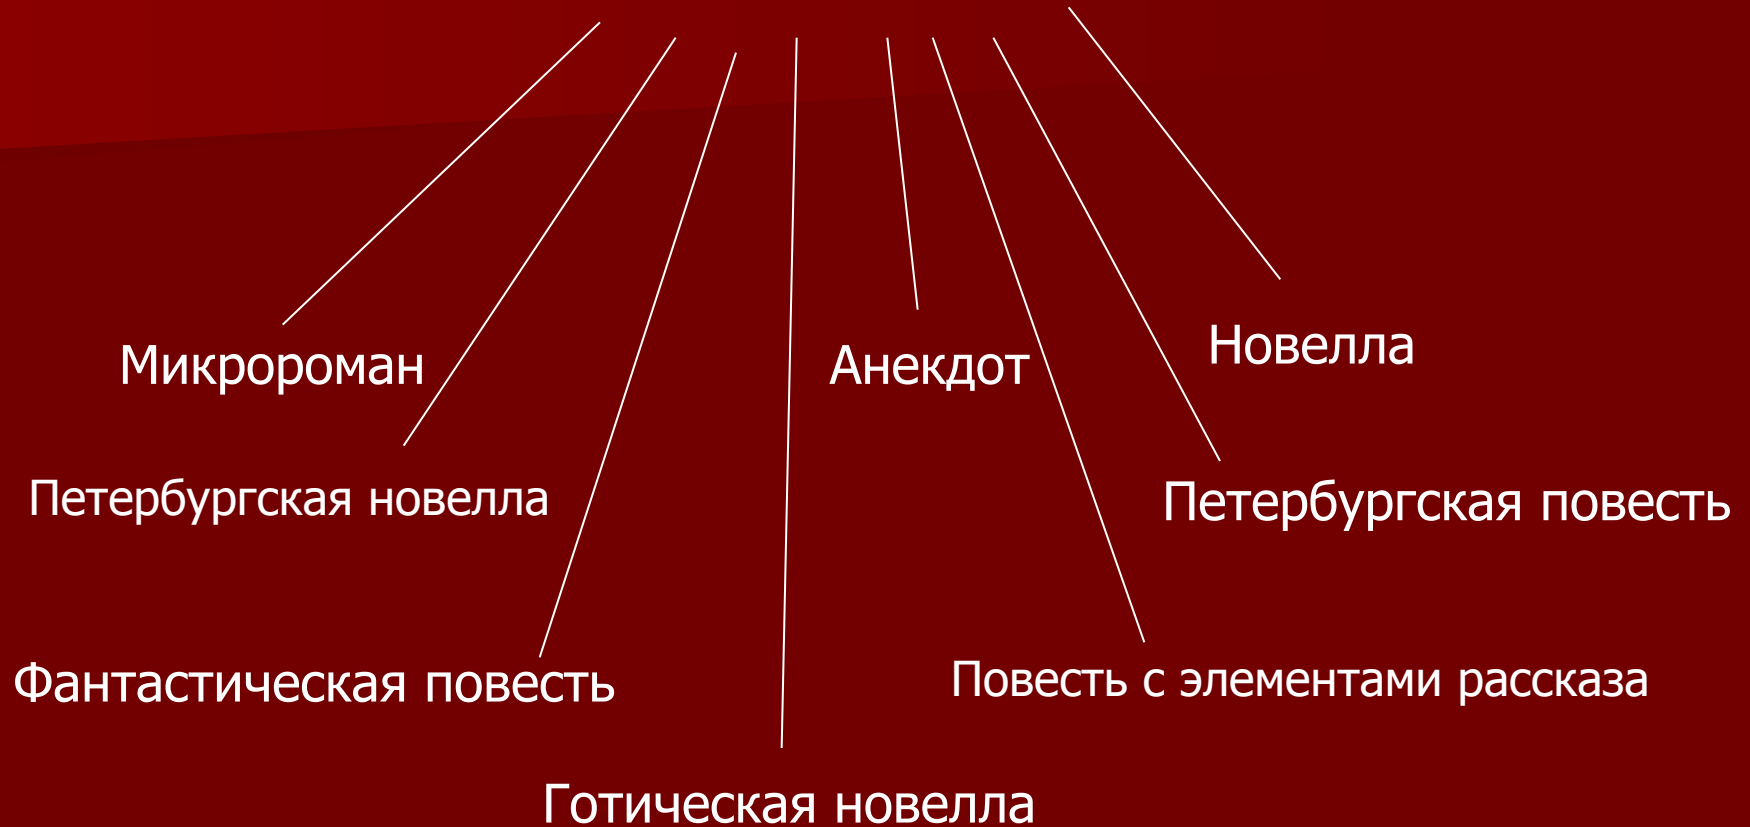 Микророман
Анекдот
Новелла
Петербургская новелла
Петербургская повесть
Фантастическая повесть
Повесть с элементами рассказа
Готическая новелла